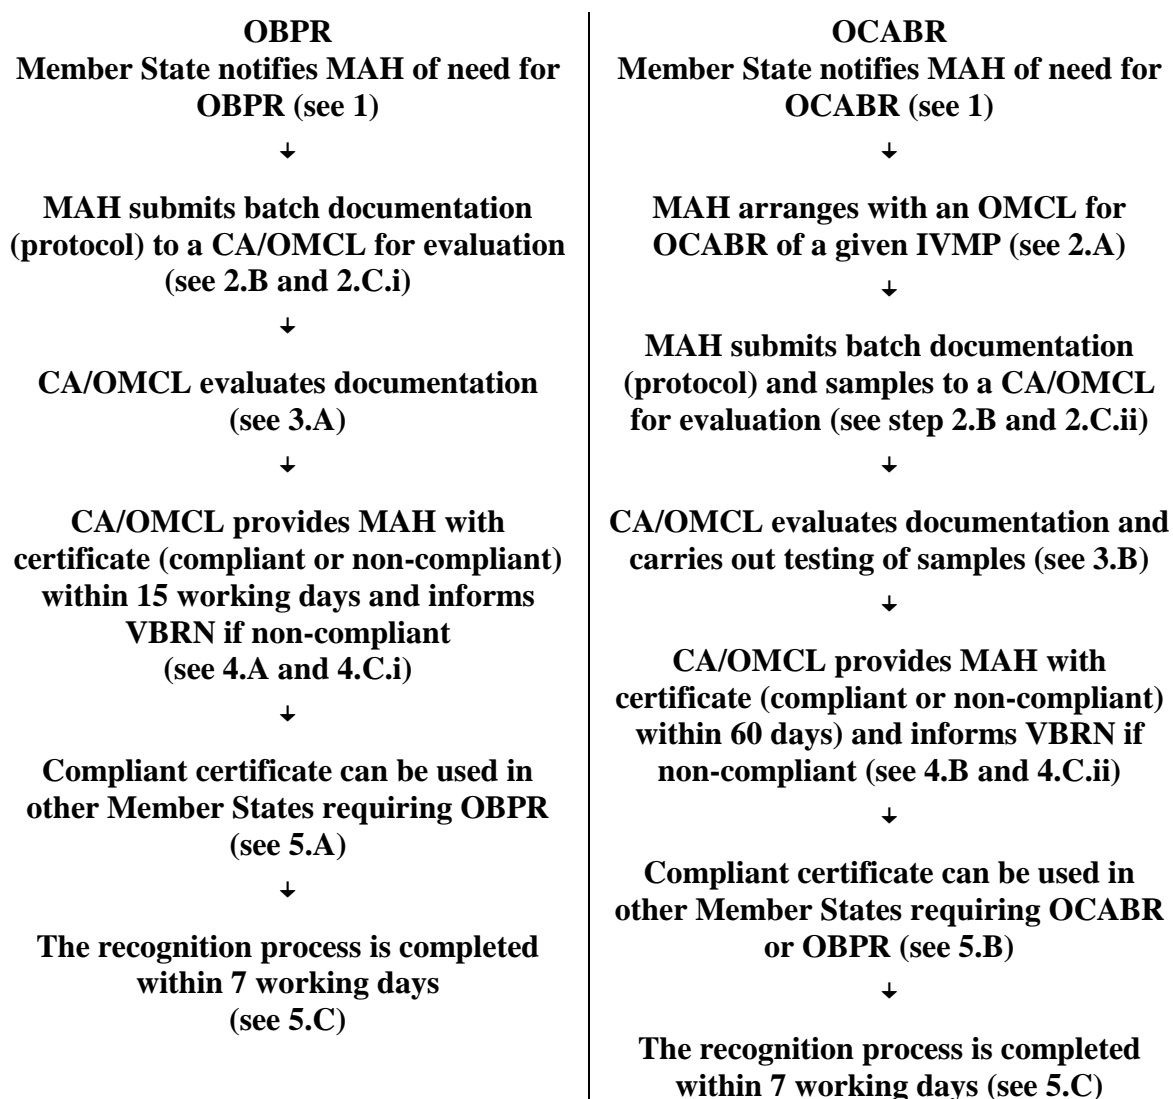 OBPR
Member State notifies MAH of need for
OBPR (see 1)
MAH submits batch documentation
(protocol) to a CA/OMCL for evaluation
(see 2.B and 2.C.i)
CA/OMCL evaluates documentation
(see 3.A)
CA/OMCL provides MAH with
certificate (compliant or non-compliant)
within 15 working days and informs
VBRN if non-compliant
(see 4.A and 4.C.i)
Compliant certificate can be used in
other Member States requiring OBPR
(see 5.A)
The recognition process is completed
within 7 working days
(see 5.C)
OCABR
Member State notifies MAH of need for
OCABR (see 1)
MAH arranges with an OMCL for
OCABR of a given IVMP (see 2.A)
MAH submits batch documentation
(protocol) and samples to a CA/OMCL
for evaluation (see step 2.B and 2.C.ii)
CA/OMCL evaluates documentation and
carries out testing of samples (see 3.B)
CA/OMCL provides MAH with
certificate (compliant or non-compliant)
within 60 days) and informs VBRN if
non-compliant (see 4.B and 4.C.ii)
Compliant certificate can be used in
other Member States requiring OCABR
or OBPR (see 5.B)
The recognition process is completed
within 7 working days (see 5.C)